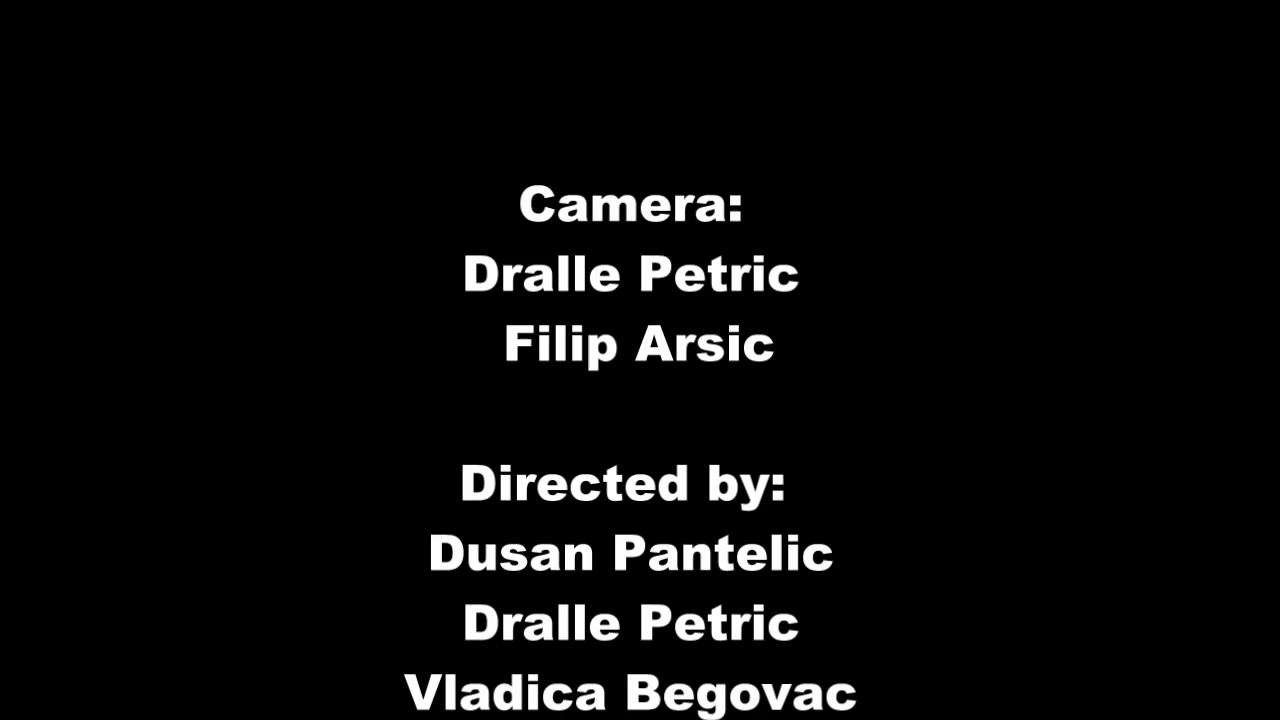 Camera:
Dralle Petric
Filip Arsic
Directed by:
Dusan Pantelic
Dralle Petric
Vladica Begovac